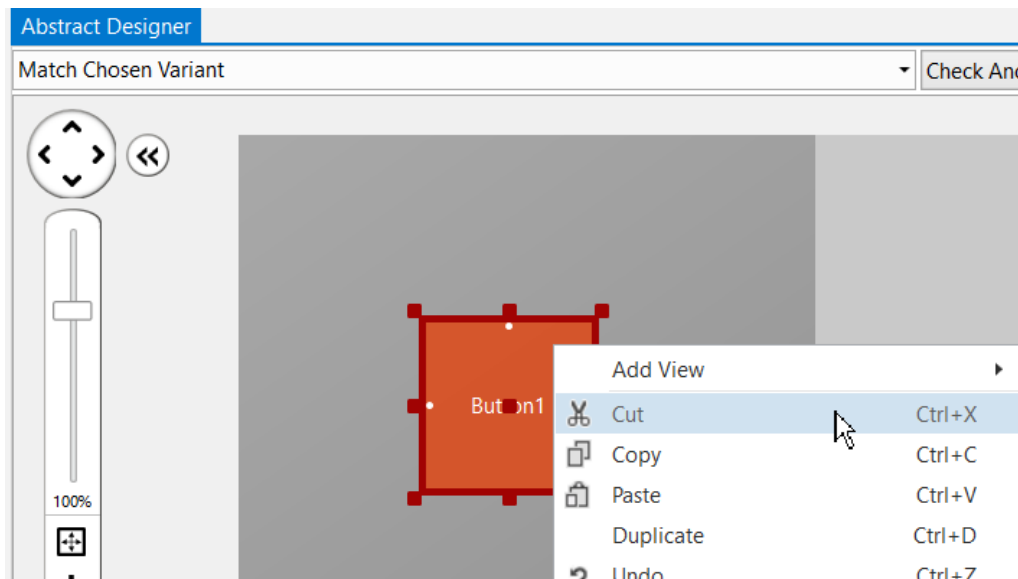 Abstract Designer
Match Chosen Variant
Check And
100%
Button1
Add View
Cut Ctrl+X
Copy Ctrl+C
Paste Ctrl+V
Duplicate Ctrl+D
Undo Ctrl+Z